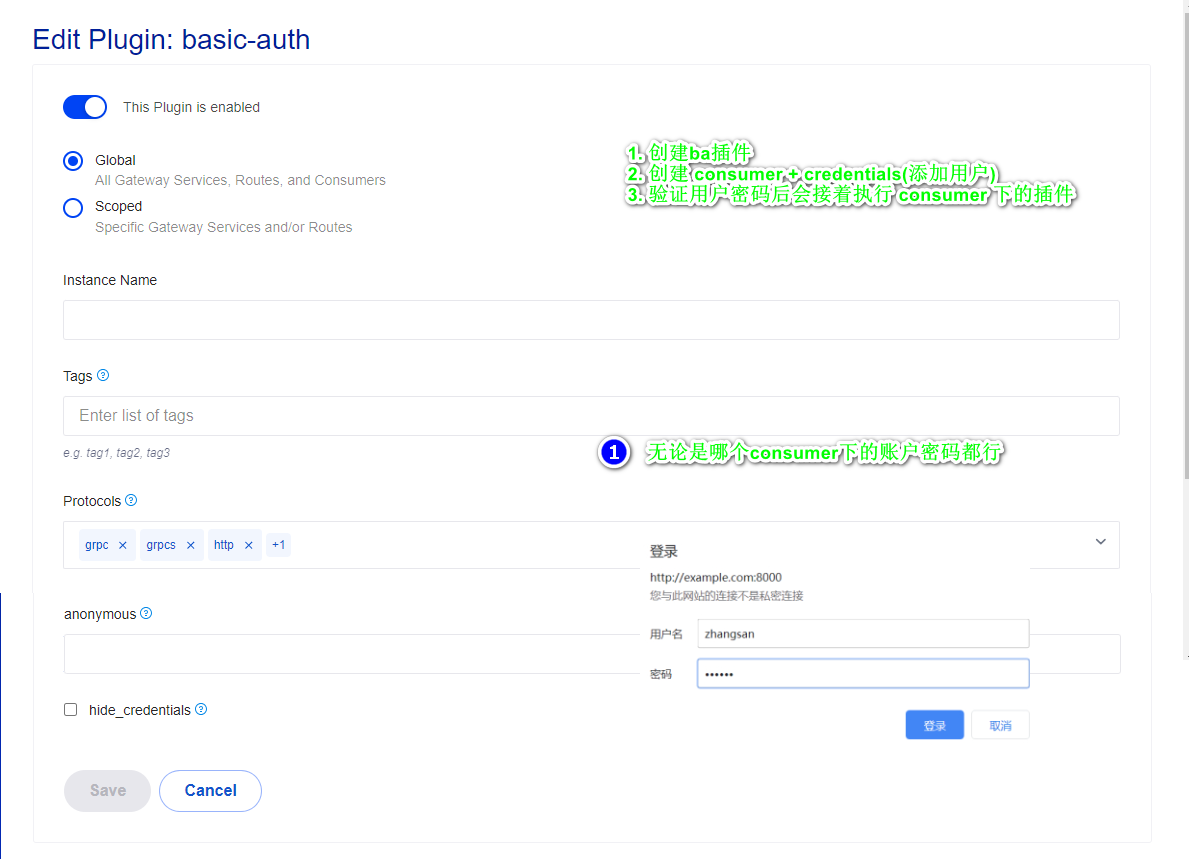 Edit Plugin: basic-auth
This Plugin is enabled
Global
All Gateway Services, Routes, and Consumers
Scoped
Specific Gateway Services and/or Routes
1. 创建ba插件
2. 创建 consumer + credentials(添加用户)
3. 验证用户密码后会接着执行 consumer 下的插件
Instance Name
Tags
Enter list of tags
e.g. tag1, tag2, tag3
1 无论是哪个consumer下的账户密码都行
Protocols
grpc × grpcs × http × +1
登录
http://example.com:8000
您与此网站的连接不是私密连接
anonymous
用户名 zhangsan
密码 ••••••
hide_credentials
登录 取消
Save Cancel